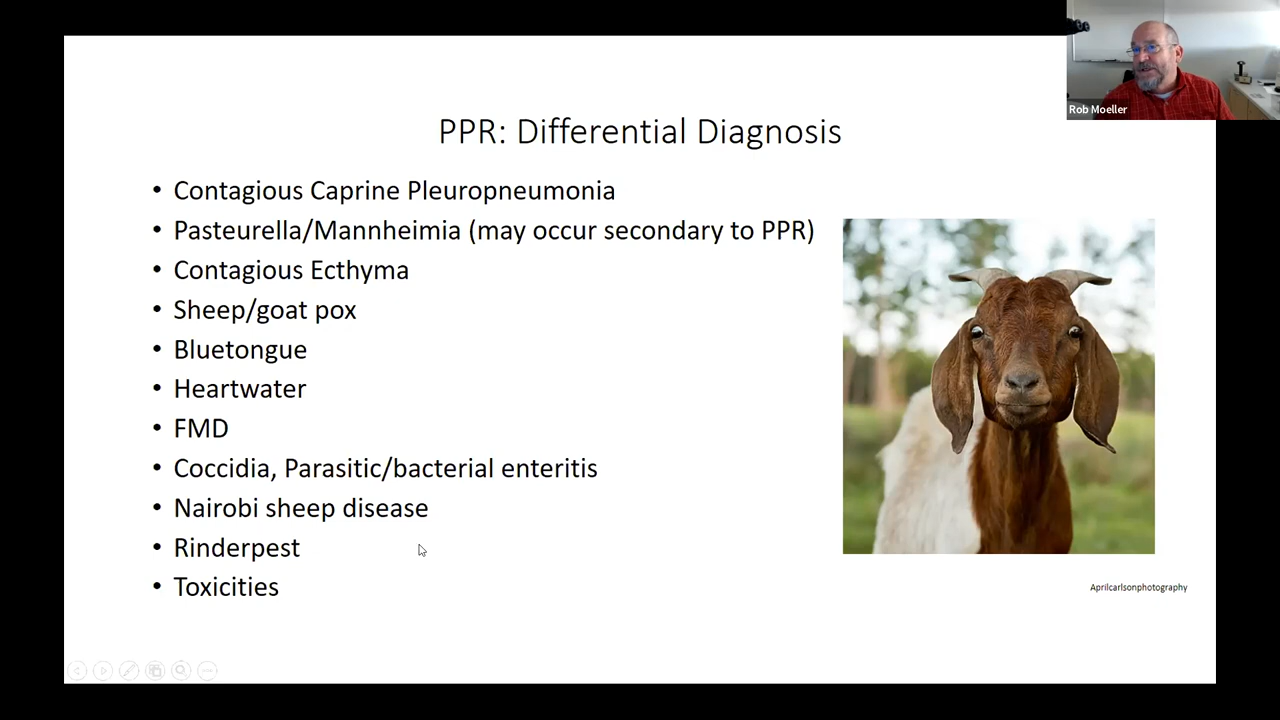 Rob Moeller
PPR: Differential Diagnosis
• Contagious Caprine Pleuropneumonia
• Pasteurella/Mannheimia (may occur secondary to PPR)
• Contagious Ecthyma
• Sheep/goat pox
• Bluetongue
• Heartwater
• FMD
• Coccidia, Parasitic/bacterial enteritis
• Nairobi sheep disease
• Rinderpest
• Toxicities
Aprilcarlsonphotography